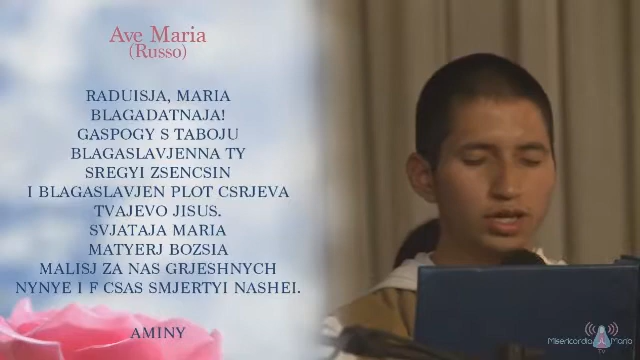 Ave Maria
(Russo)
RADUISJA, MARIA
BLAGADATNAJA!
GASPOGY S TABOJU
BLAGASLAVJENNA TY
SREGYI ZSENCSIN
I BLAGASLAVJEN PLOT CSRJEVA
TVAJEVO JISUS.
SVJATAJA MARIA
MATYERJ BOZSIA
MALISJ ZA NAS GRJESHNYCH
NYNYE I F CSAS SMJERTYI NASHEI.
AMINY
Misericordia Maria
TV